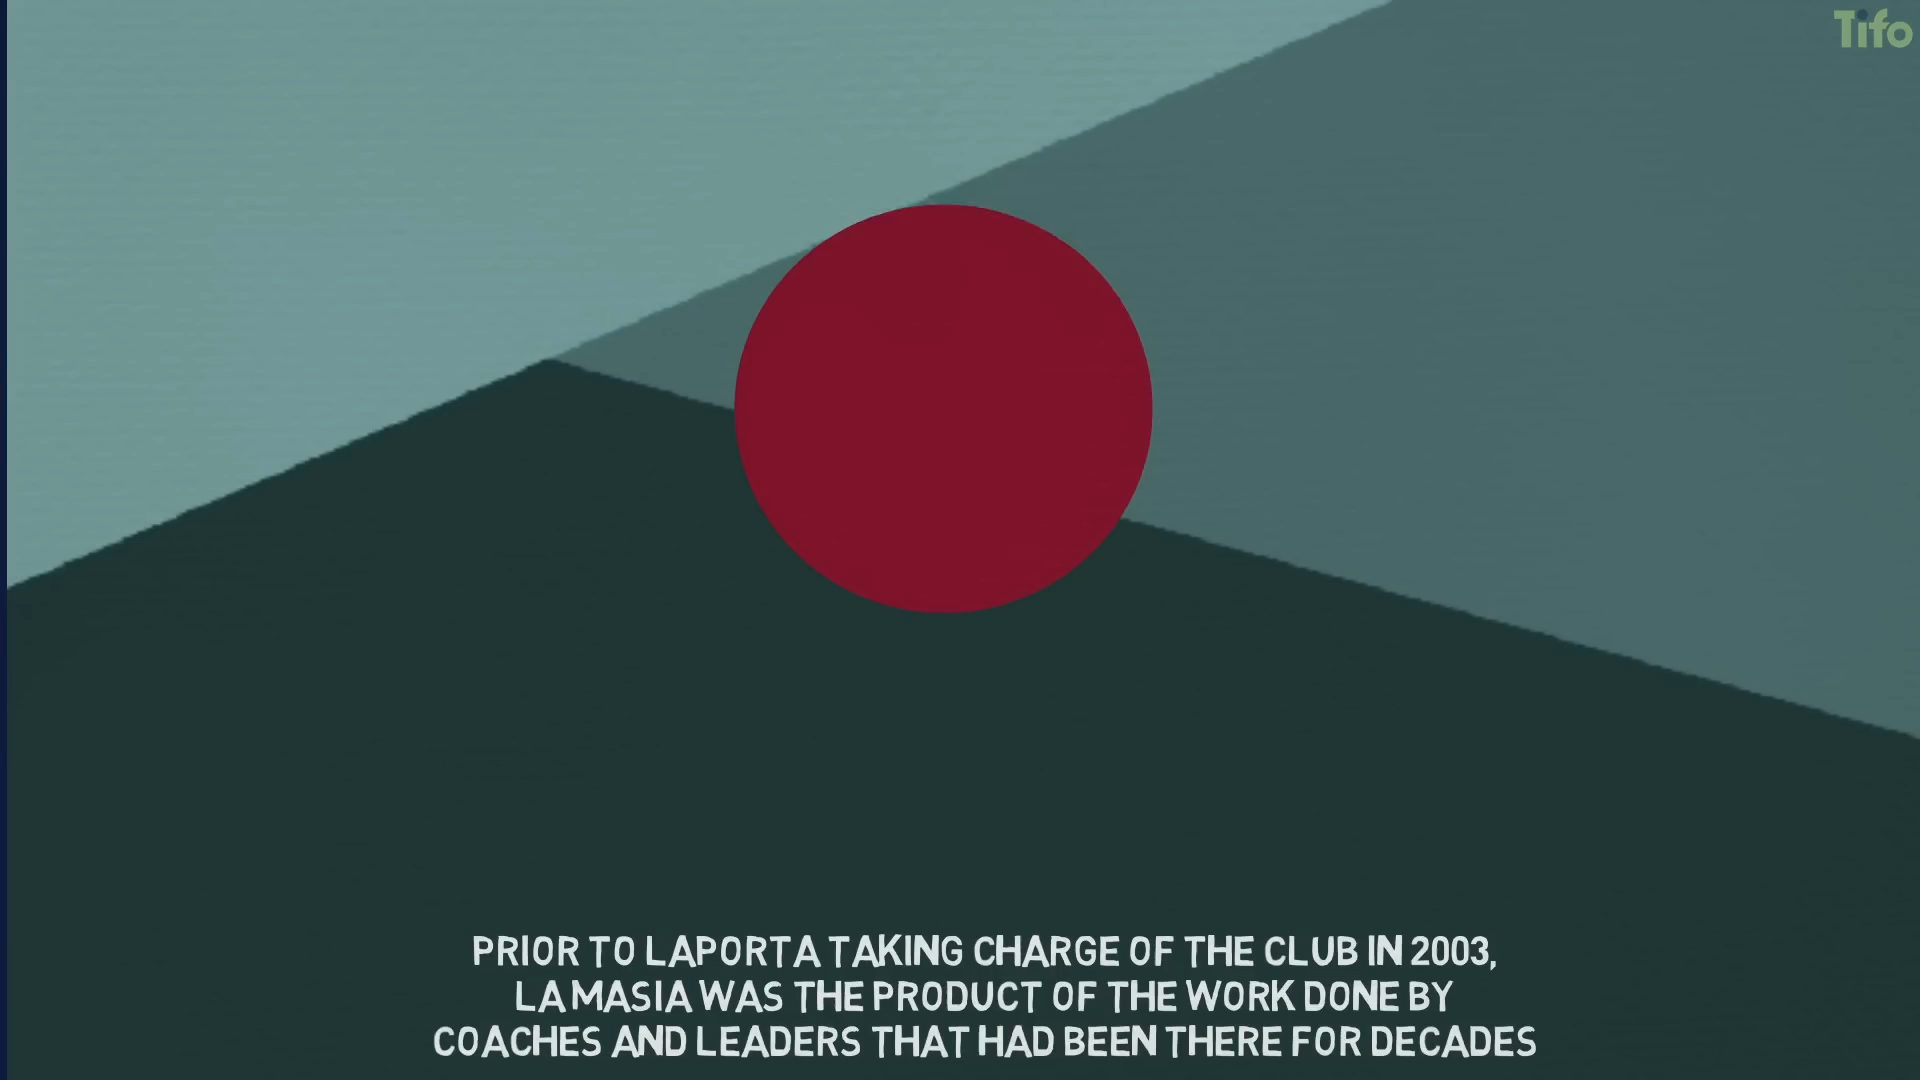 Tifo
PRIOR TO LAPORTA TAKING CHARGE OF THE CLUB IN 2003,
LA MASIA WAS THE PRODUCT OF THE WORK DONE BY
COACHES AND LEADERS THAT HAD BEEN THERE FOR DECADES